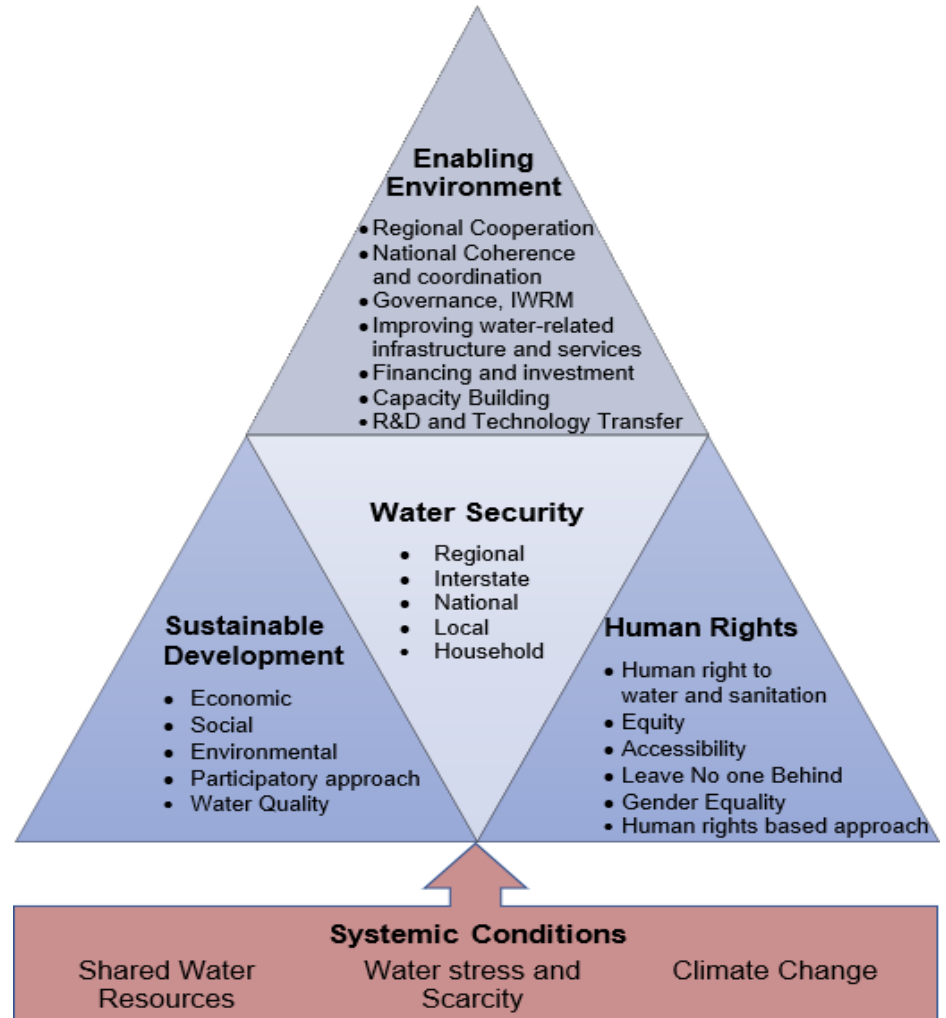 Enabling
Environment
• Regional Cooperation
• National Coherence
and coordination
• Governance, IWRM
• Improving water-related
infrastructure and services
• Financing and investment
• Capacity Building
• R&D and Technology Transfer
Water Security
• Regional
• Interstate
• National
• Local
• Household
Sustainable
Development
• Economic
• Social
• Environmental
• Participatory approach
• Water Quality
Human Rights
• Human right to
water and sanitation
• Equity
• Accessibility
• Leave No one Behind
• Gender Equality
• Human rights based approach
Systemic Conditions
Shared Water
Resources
Water stress and
Scarcity
Climate Change